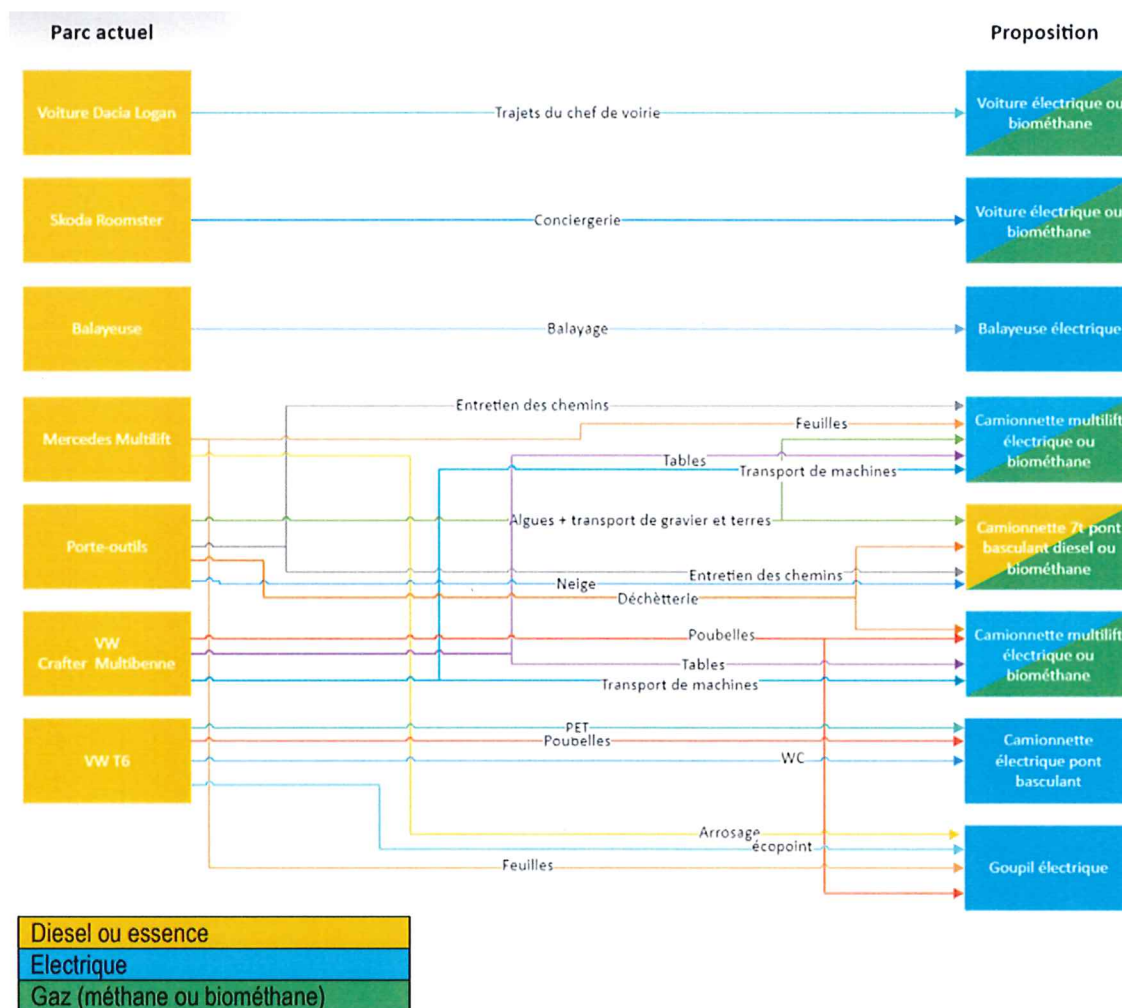 Parc actuel
Proposition
Voiture Dacia Logan
Trajets du chef de voirie
Voiture électrique ou
biométhane
Skoda Roomster
Conciergerie
Voiture électrique ou
biométhane
Balayeuse
Balayage
Balayeuse électrique
Entretien des chemins
Mercedes Multilift
Feuilles
Camionnette multilift
électrique ou
biométhane
Tables
Transport de machines
Porte-outils
Algues + transport de gravier et terres
Camionnette 7t pont
basculant diesel ou
biométhane
Entretien des chemins
Neige
Déchètterie
VW
Crafter Multibenne
Poubelles
Camionnette multilift
électrique ou
biométhane
Tables
Transport de machines
VW T6
PET
Poubelles
WC
Camionnette
électrique pont
basculant
Arrosage
écopoint
Feuilles
Goupil électrique
Diesel ou essence
Electrique
Gaz (méthane ou biométhane)